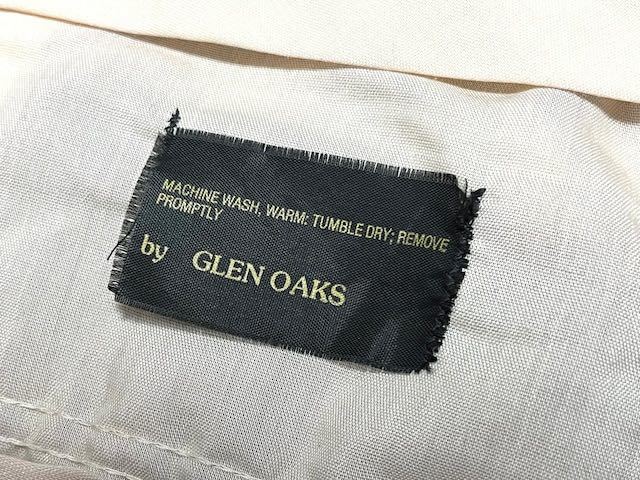 MACHINE WASH, WARM: TUMBLE DRY; REMOVE
PROMPTLY
by GLEN OAKS